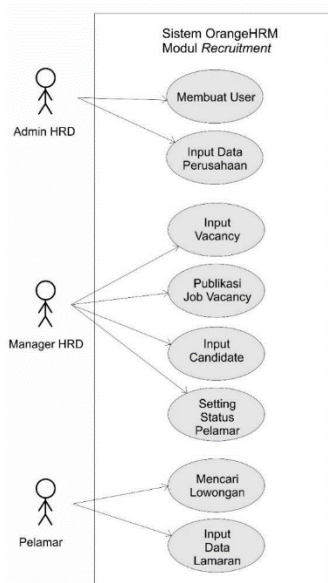 Sistem OrangeHRM
Modul Recruitment
Membuat User
Admin HRD
Input Data
Perusahaan
Input
Vacancy
Publikasi
Job Vacancy
Manager HRD
Input
Candidate
Setting
Status
Pelamar
Mencari
Lowongan
Pelamar
Input
Data
Lamaran